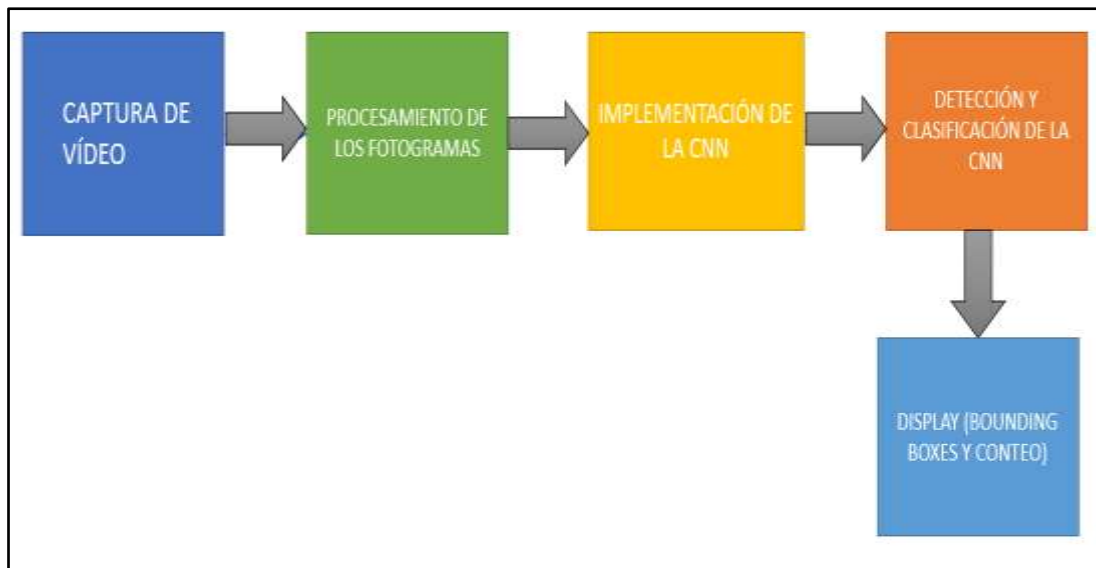 CAPTURA DE
VÍDEO
PROCESAMIENTO DE
LOS FOTOGRAMAS
IMPLEMENTACIÓN DE
LA CNN
DETECCIÓN Y
CLASIFICACIÓN DE LA
CNN
DISPLAY (BOUNDING
BOXES Y CONTEO)